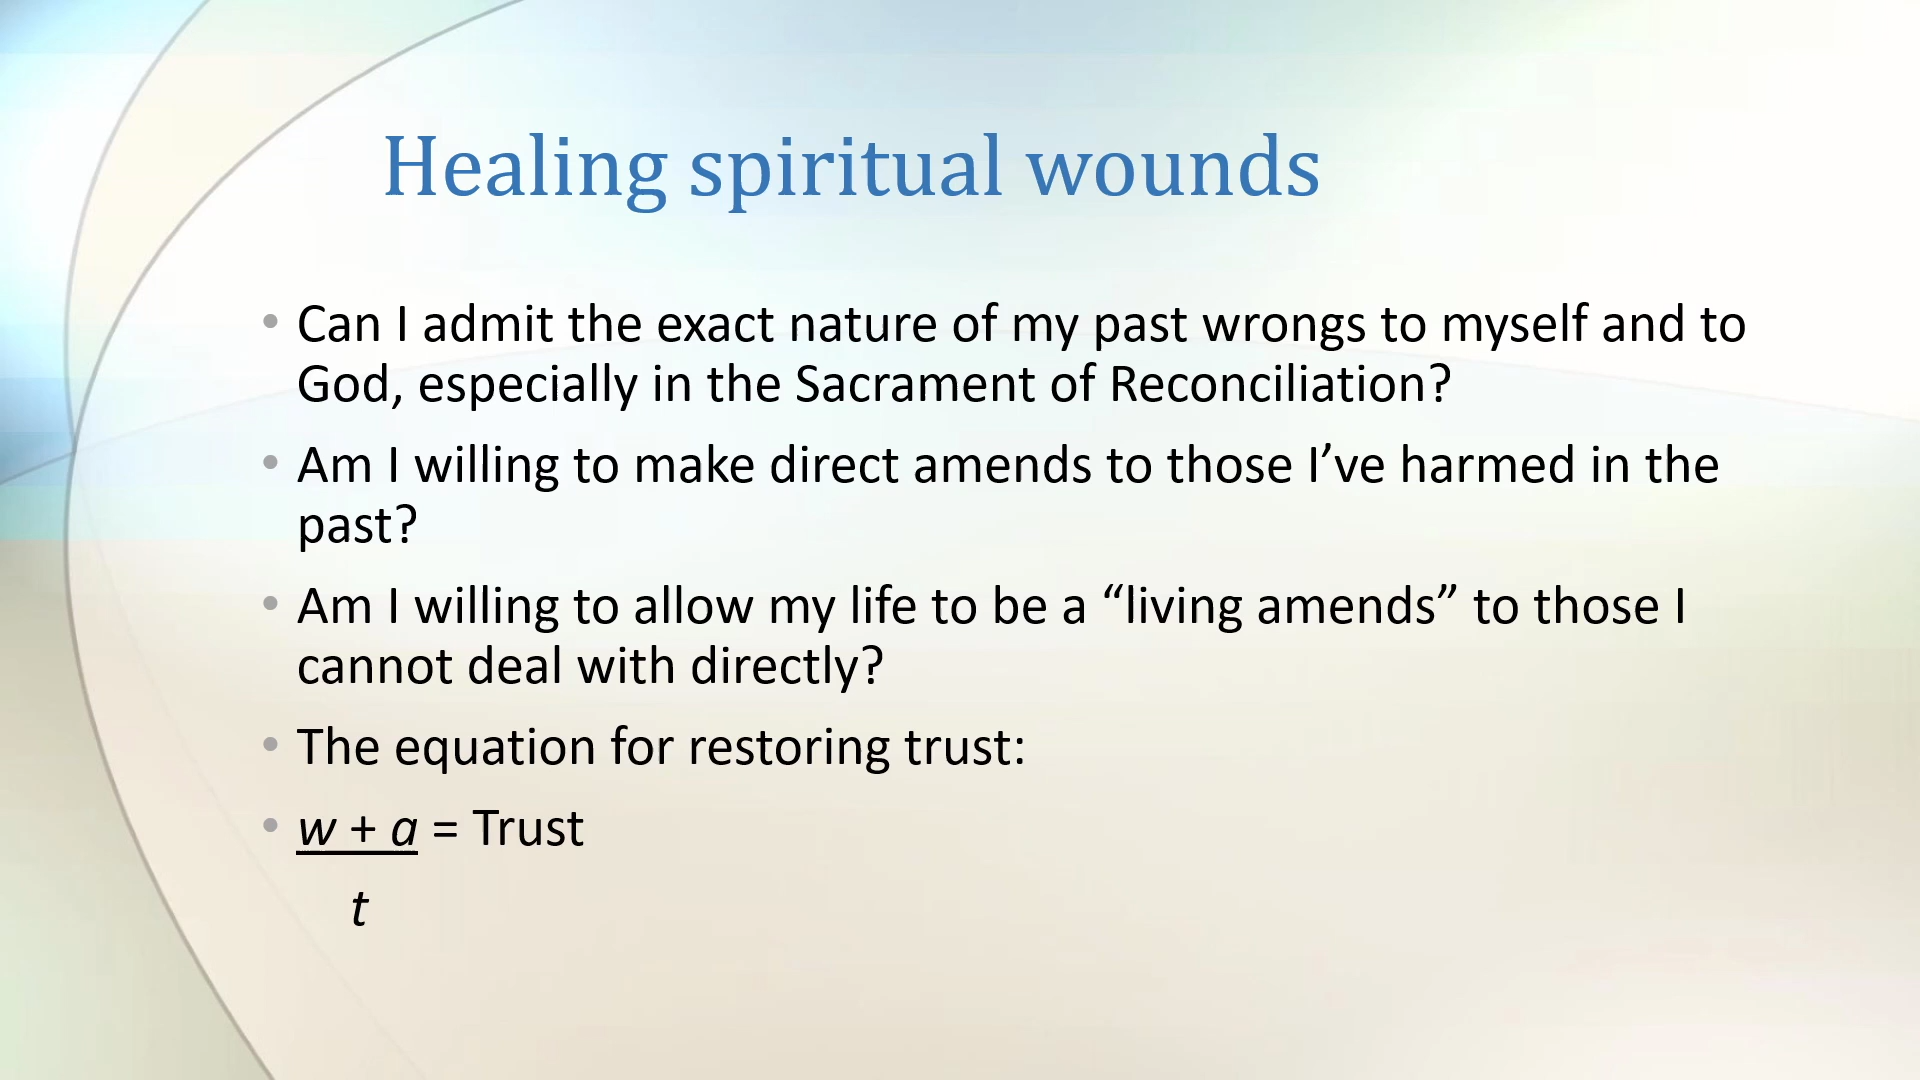 Healing spiritual wounds
• Can I admit the exact nature of my past wrongs to myself and to
God, especially in the Sacrament of Reconciliation?
• Am I willing to make direct amends to those I’ve harmed in the
past?
• Am I willing to allow my life to be a “living amends” to those I
cannot deal with directly?
• The equation for restoring trust:
• w + a = Trust
t